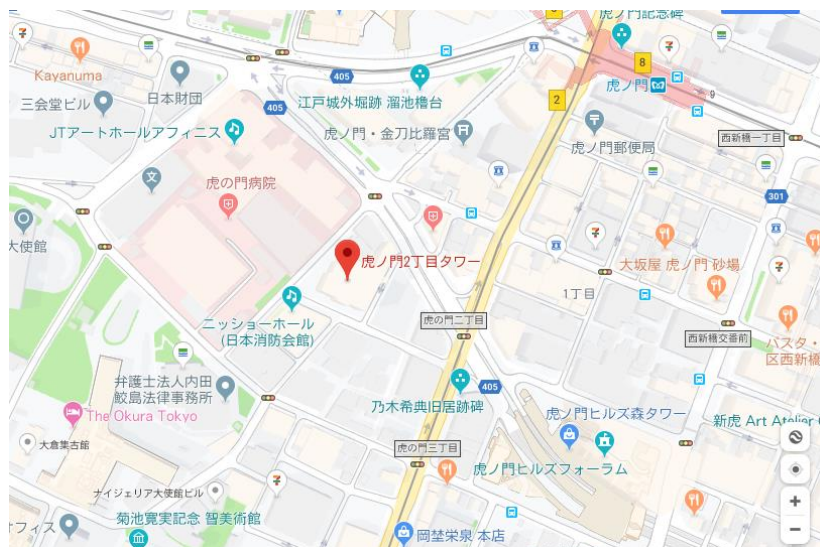 虎ノ門記念碑
8
Kayanuma
日本財団
405
江戸城外堀跡 溜池櫓台
虎ノ門
9
三会堂ビル
405
2
JTアートホールアフィニス
虎ノ門・金刀比羅宮
虎ノ門郵便局
西新橋一丁目
文
虎の門病院
301
大使館
虎ノ門2丁目タワー
大坂屋 虎ノ門 砂場
1丁目
ニッショーホール
(日本消防会館)
虎の門二丁目
西新橋交番前
パスタ・
区西新橋
弁護士法人内田
鮫島法律事務所
405
乃木希典旧居跡碑
The Okura Tokyo
虎ノ門ヒルズ森タワー
新虎 Art Atelier
大倉集古館
虎の門三丁目
虎ノ門ヒルズフォーラム
ナイジェリア大使館ビル
オフィス
菊池寛実記念 智美術館
岡埜栄泉 本店
+
−